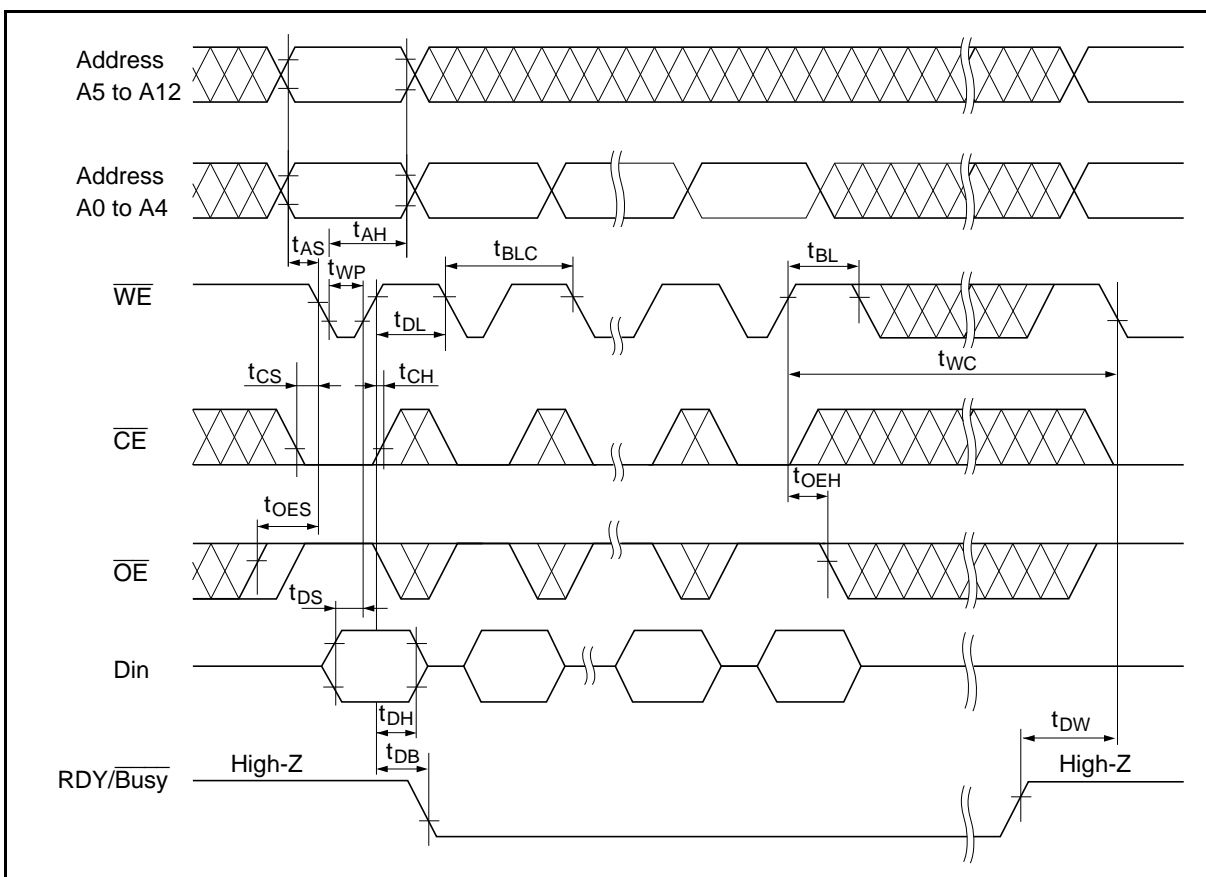 Address
A5 to A12
Address
A0 to A4
tAH
tAS
tWP
tBLC
tBL
WE
tDL
tWC
tCS
tCH
CE
tOEH
tOES
OE
tDS
Din
tDH
tDW
tDB
High-Z
High-Z
RDY/Busy